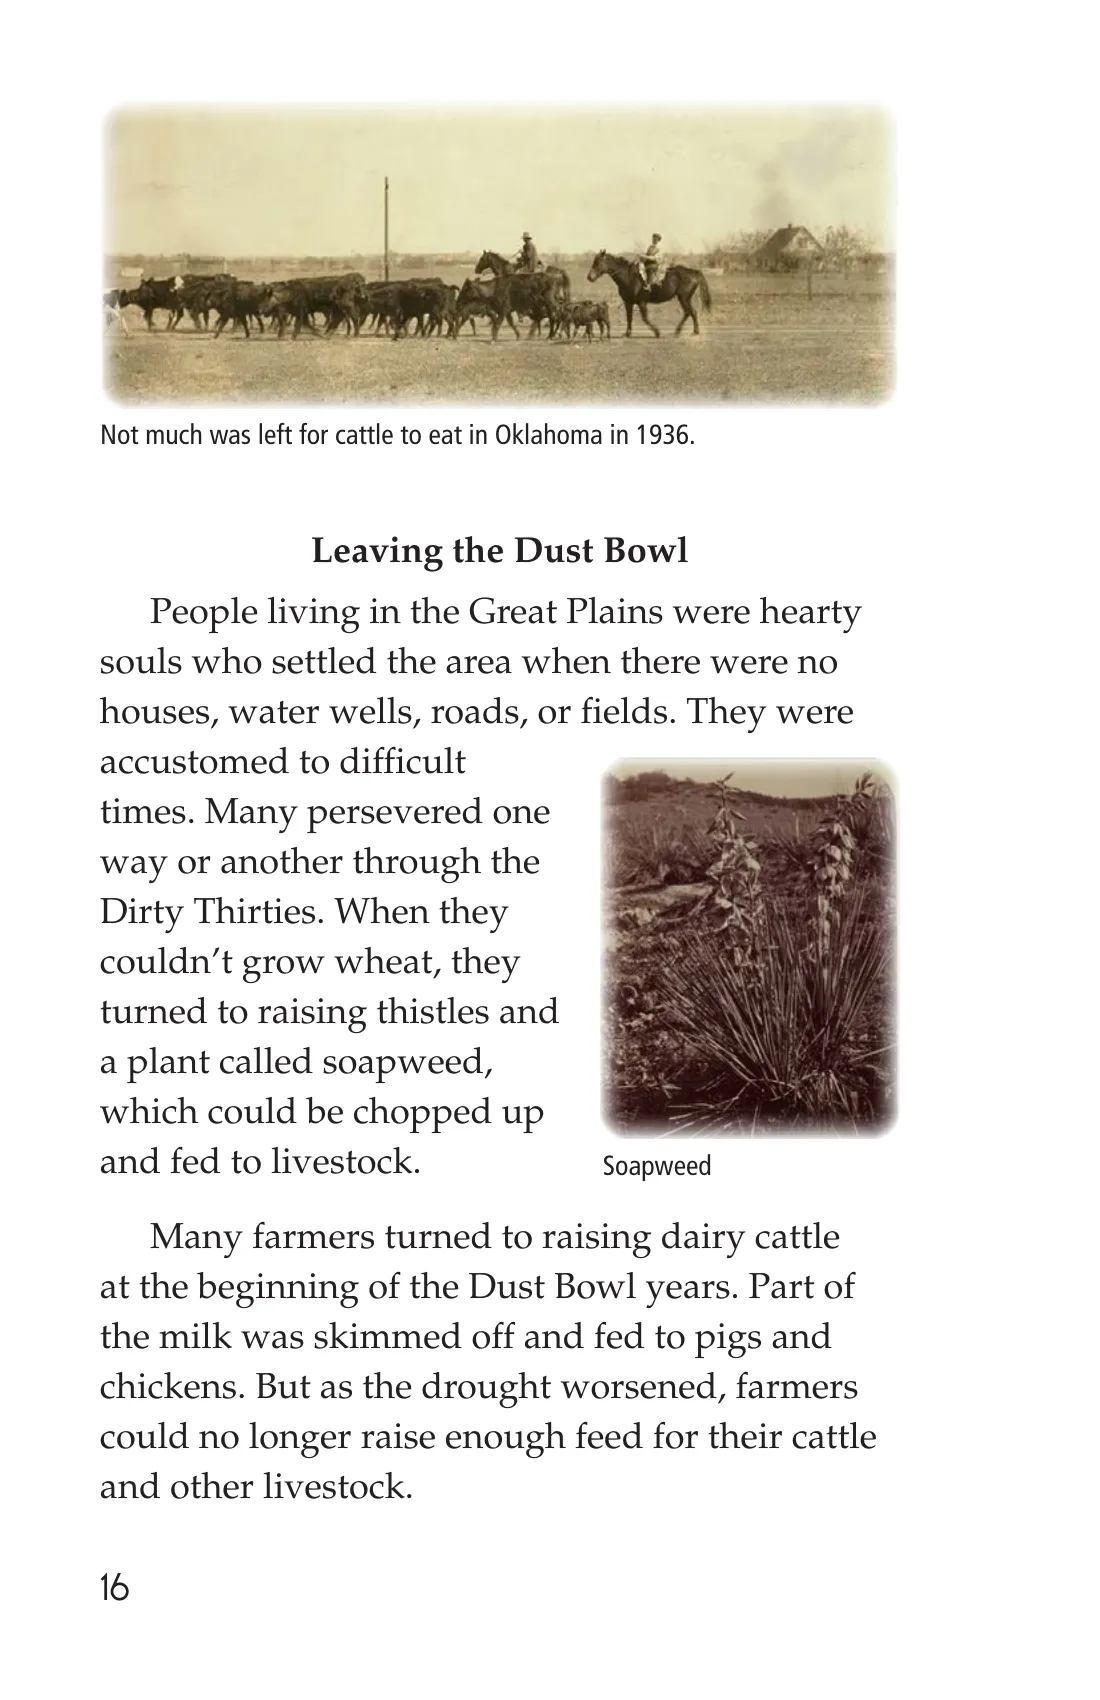 Not much was left for cattle to eat in Oklahoma in 1936.
Leaving the Dust Bowl
People living in the Great Plains were hearty
souls who settled the area when there were no
houses, water wells, roads, or fields. They were
accustomed to difficult
times. Many persevered one
way or another through the
Dirty Thirties. When they
couldn’t grow wheat, they
turned to raising thistles and
a plant called soapweed,
which could be chopped up
and fed to livestock.
Soapweed
Many farmers turned to raising dairy cattle
at the beginning of the Dust Bowl years. Part of
the milk was skimmed off and fed to pigs and
chickens. But as the drought worsened, farmers
could no longer raise enough feed for their cattle
and other livestock.
16